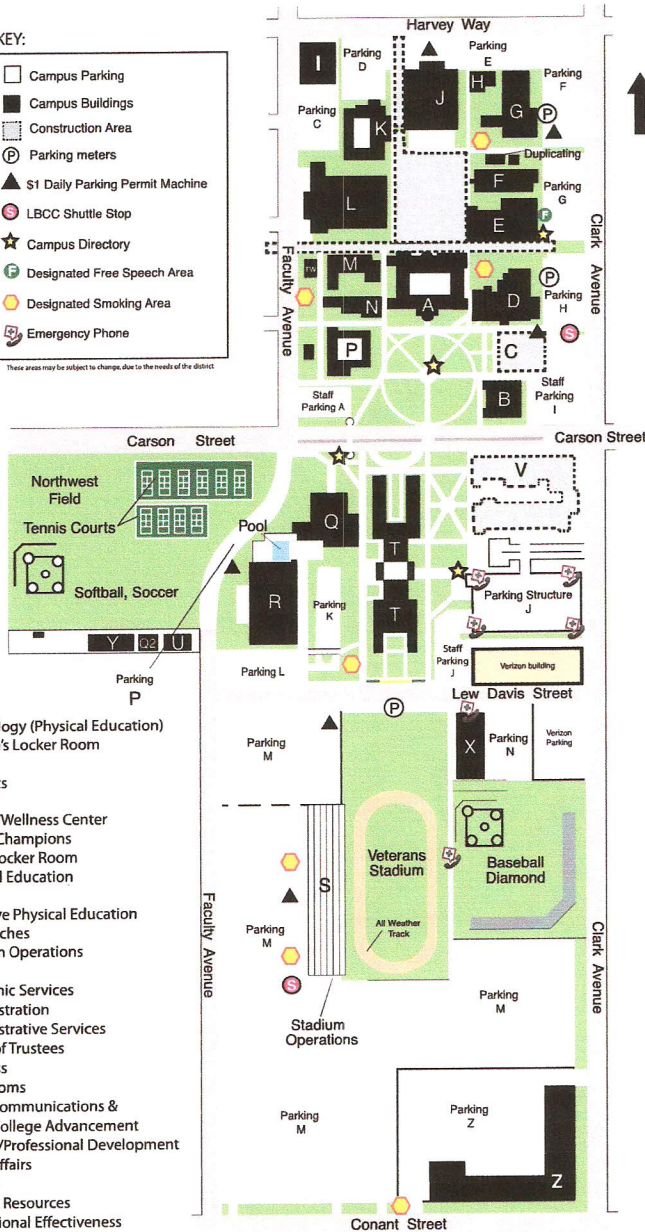 Harvey Way
KEY:
Campus Parking
Campus Buildings
Construction Area
P Parking meters
$1 Daily Parking Permit Machine
S LBCC Shuttle Stop
Campus Directory
F Designated Free Speech Area
Designated Smoking Area
Emergency Phone
These areas may be subject to change, due to the needs of the district
I
Parking
D
Parking
E
Parking
F
Parking
C
J
H
G
P
K
Duplicating
F
Parking
G
L
E
F
Clark Avenue
Faculty Avenue
TW
M
N
A
D
P
Parking
H
S
P
C
Staff
Parking A
B
Staff
Parking
I
Carson Street
Carson Street
Northwest
Field
Tennis Courts
Softball, Soccer
Pool
Q
R
Parking
K
T
T
V
Parking Structure
J
Y
Q2
U
Parking
P
Parking L
Staff
Parking
J
Verizon building
Lew Davis Street
P
Parking
M
X
Parking
N
Verizon
Parking
Veterans
Stadium
Baseball
Diamond
S
All Weather
Track
Parking
M
S
Stadium
Operations
Faculty Avenue
Clark Avenue
Parking
M
Parking
M
Parking
Z
Z
Conant Street
logy (Physical Education)
's Locker Room
s
/Wellness Center
Champions
ocker Room
l Education
ve Physical Education
ches
n Operations
nic Services
stration
strative Services
of Trustees
ss
oms
ommunications &
ollege Advancement
/Professional Development
ffairs
Resources
ional Effectiveness